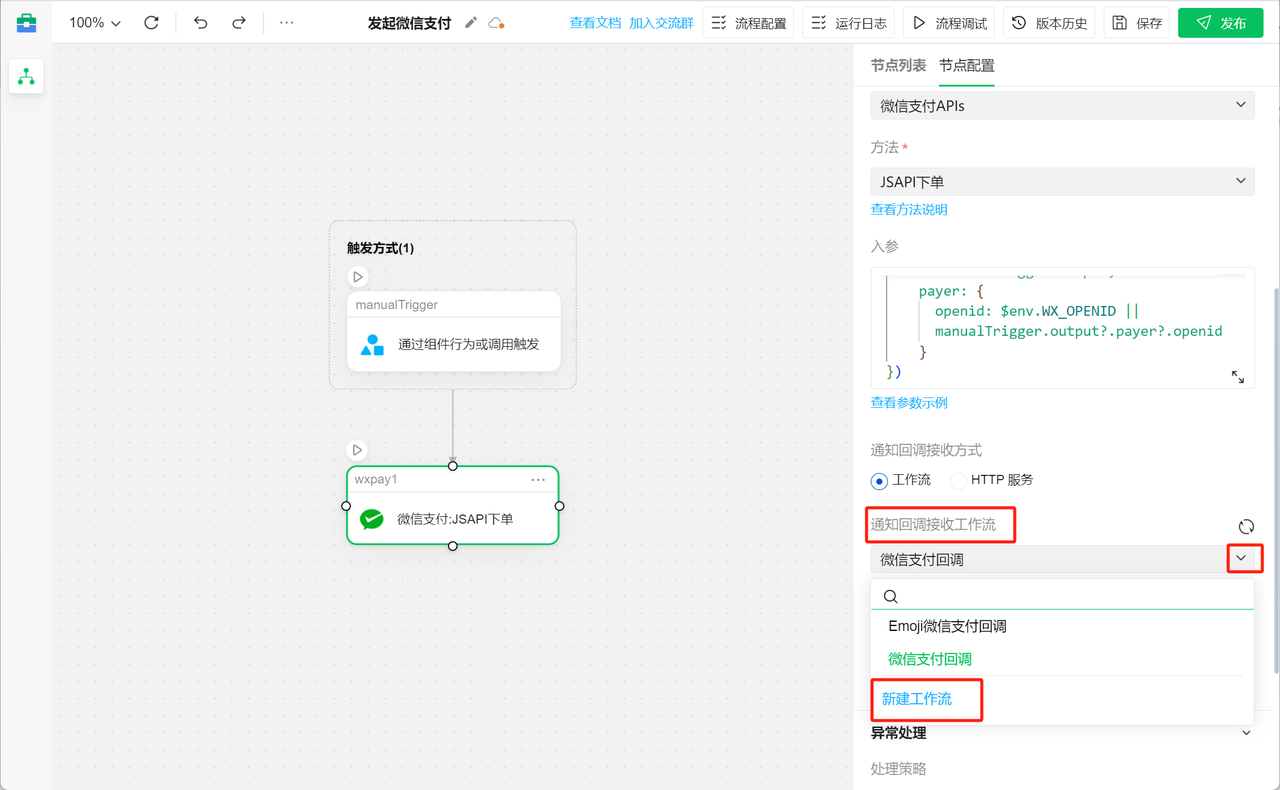 100%
发起微信支付
查看文档
加入交流群
流程配置
运行日志
流程调试
版本历史
保存
发布
节点列表
节点配置
微信支付APIs
方法 *
JSAPI下单
查看方法说明
入参
payer: {
openid: $env.WX_OPENID ||
manualTrigger.output?.payer?.openid
}
})
查看参数示例
通知回调接收方式
工作流
HTTP 服务
通知回调接收工作流
微信支付回调
Emoji微信支付回调
微信支付回调
新建工作流
异常处理
处理策略
触发方式(1)
manualTrigger
通过组件行为或调用触发
wxpay1
微信支付:JSAPI下单